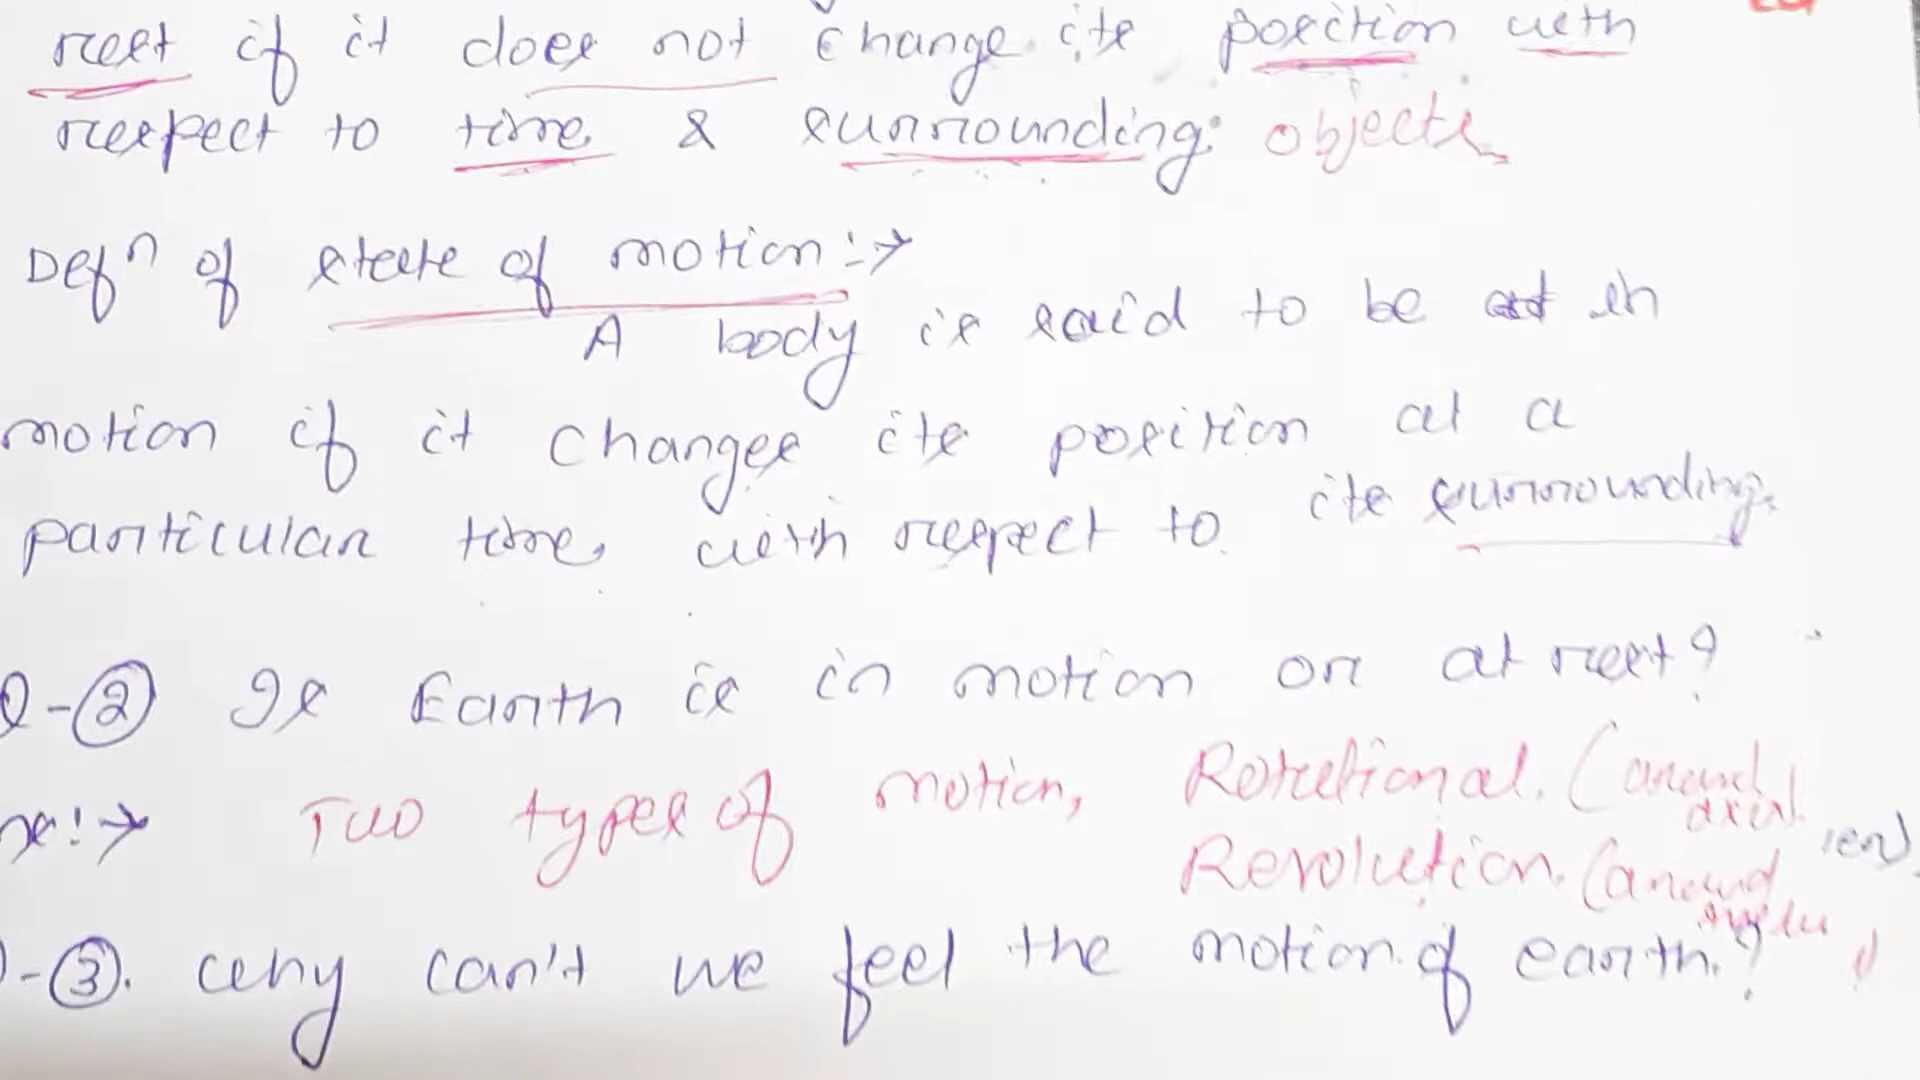 rest if it does not change its position with
respect to time & surrounding objects
Defn of state of motion :→
A body is said to be at in
motion if it changes its position at a
particular time, with respect to its surrounding.
Q-② Is Earth is in motion or at rest?
Two types of motion, Rotational. (around axis)
Revolution. (around
Q-③. Why can't we feel the motion of earth?